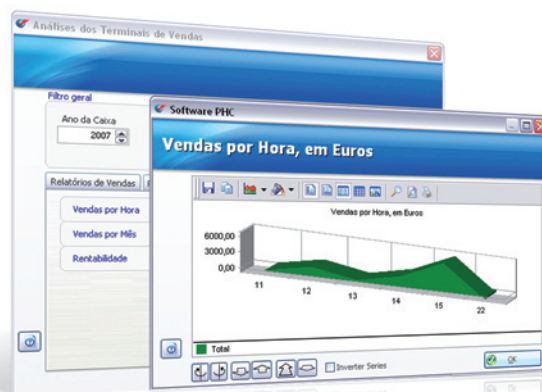 Análises dos Terminais de Vendas
Filtro geral
Ano da Caixa
2007
Relatórios de Vendas
Vendas por Hora
Vendas por Mês
Rentabilidade
Software PHC
Vendas por Hora, em Euros
Vendas por Hora, em Euros
6000,00
3000,00
0,00
11 12 13 14 15 22
Total
Inverter Series
OK